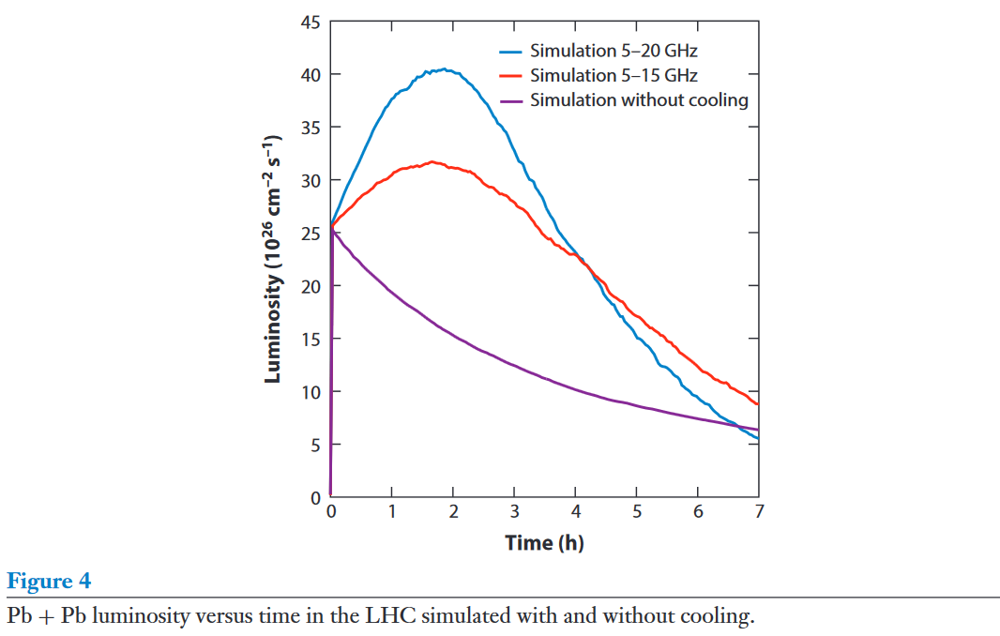 45
40
35
30
25
20
15
10
5
0
Luminosity (10²⁶ cm⁻² s⁻¹)
Simulation 5–20 GHz
Simulation 5–15 GHz
Simulation without cooling
0 1 2 3 4 5 6 7
Time (h)
Figure 4
Pb + Pb luminosity versus time in the LHC simulated with and without cooling.